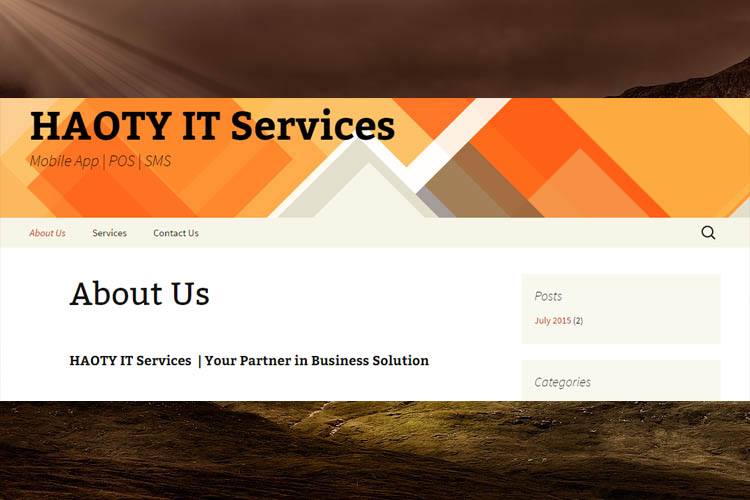 HAOTY IT Services
Mobile App | POS | SMS
About Us
Services
Contact Us
About Us
HAOTY IT Services | Your Partner in Business Solution
Posts
July 2015 (2)
Categories